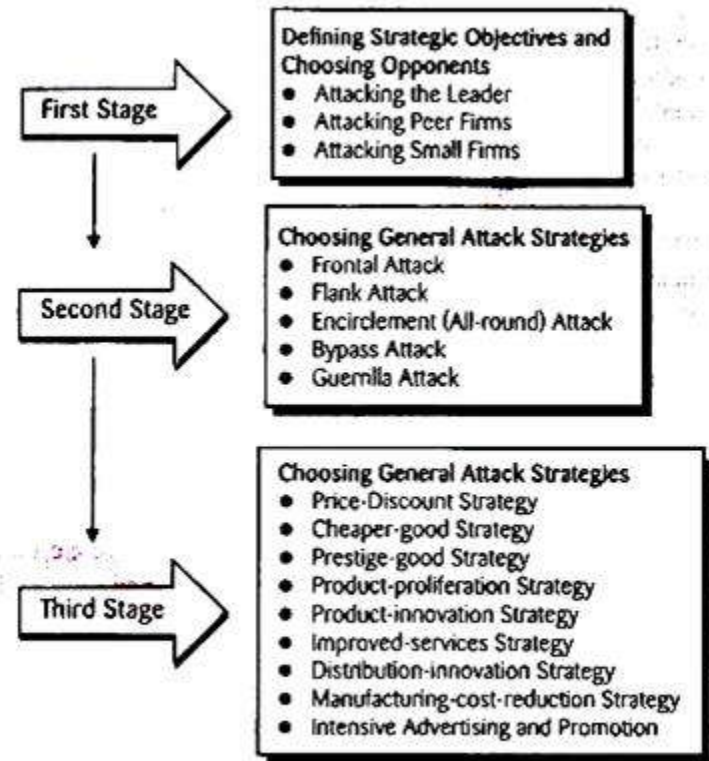 First Stage
Defining Strategic Objectives and
Choosing Opponents
● Attacking the Leader
● Attacking Peer Firms
● Attacking Small Firms
Second Stage
Choosing General Attack Strategies
● Frontal Attack
● Flank Attack
● Encirclement (All-round) Attack
● Bypass Attack
● Guerrilla Attack
Third Stage
Choosing General Attack Strategies
● Price-Discount Strategy
● Cheaper-good Strategy
● Prestige-good Strategy
● Product-proliferation Strategy
● Product-innovation Strategy
● Improved-services Strategy
● Distribution-innovation Strategy
● Manufacturing-cost-reduction Strategy
● Intensive Advertising and Promotion